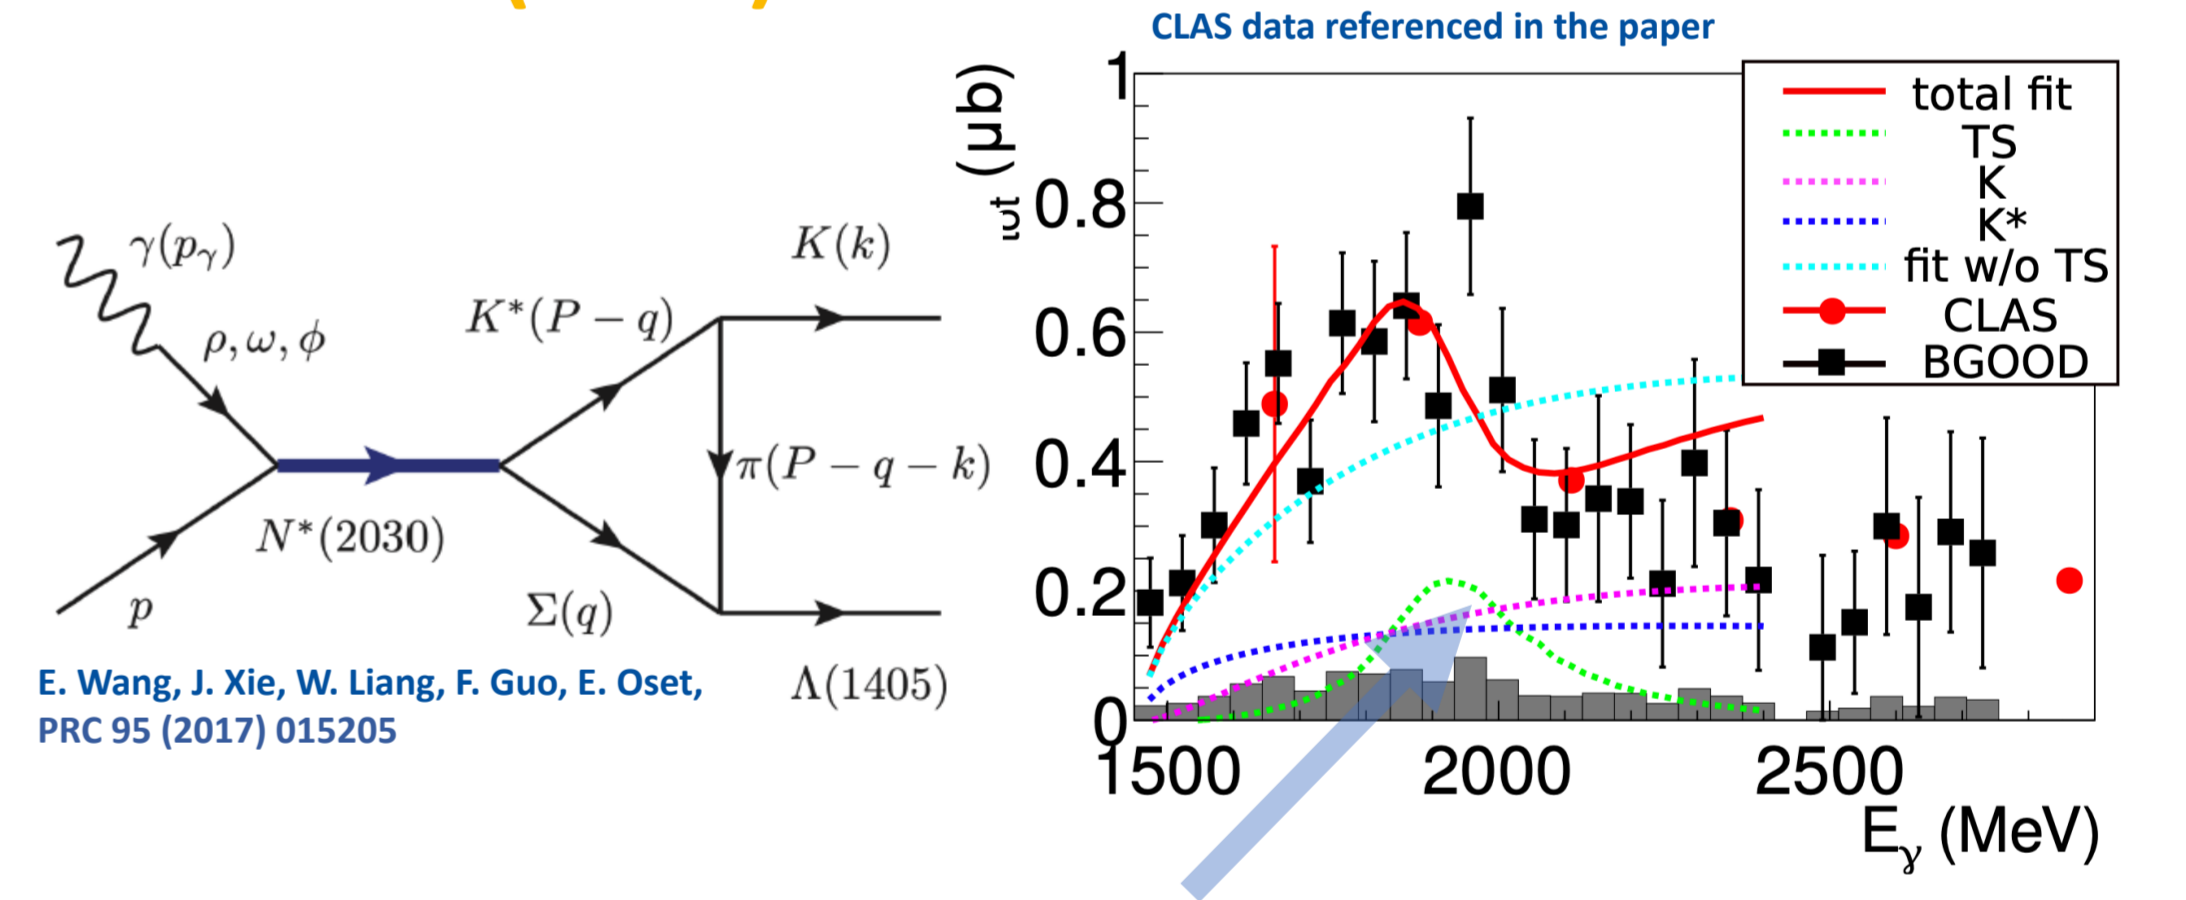 CLAS data referenced in the paper
γ(pγ)
ρ, ω, ϕ
p
N*(2030)
K*(P − q)
Σ(q)
π(P − q − k)
K(k)
Λ(1405)
E. Wang, J. Xie, W. Liang, F. Guo, E. Oset,
PRC 95 (2017) 015205
(μb)
1
0.8
0.6
0.4
0.2
0
1500
2000
2500
Eγ (MeV)
total fit
TS
K
K*
fit w/o TS
CLAS
BGOOD